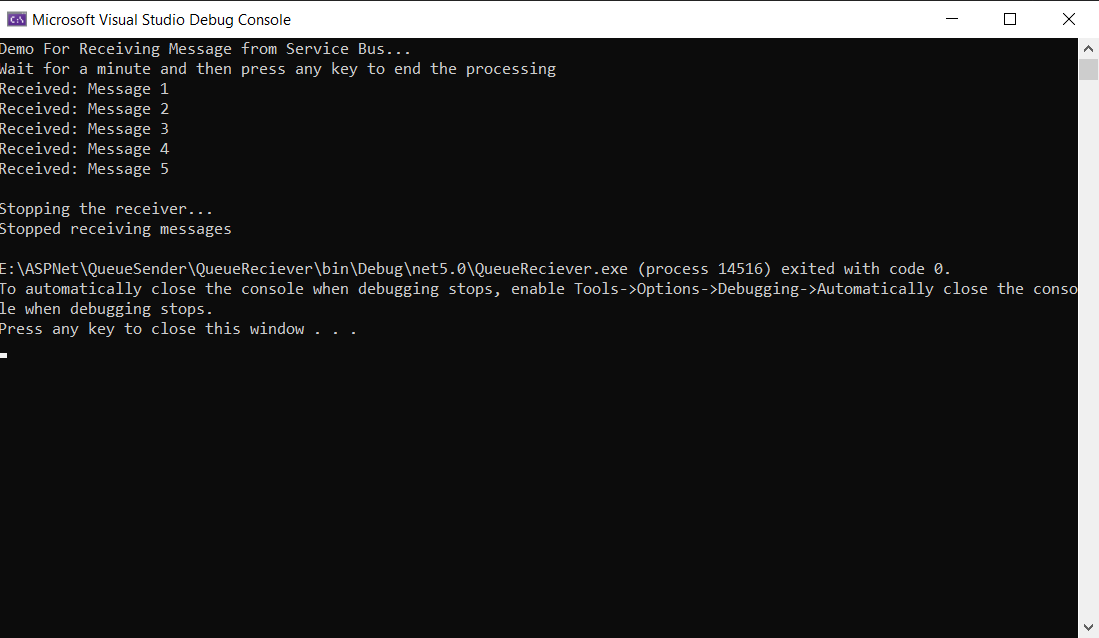 Microsoft Visual Studio Debug Console
Demo For Receiving Message from Service Bus...
Wait for a minute and then press any key to end the processing
Received: Message 1
Received: Message 2
Received: Message 3
Received: Message 4
Received: Message 5
Stopping the receiver...
Stopped receiving messages
E:\ASPNet\QueueSender\QueueReciever\bin\Debug\net5.0\QueueReciever.exe (process 14516) exited with code 0.
To automatically close the console when debugging stops, enable Tools->Options->Debugging->Automatically close the conso
le when debugging stops.
Press any key to close this window . . .